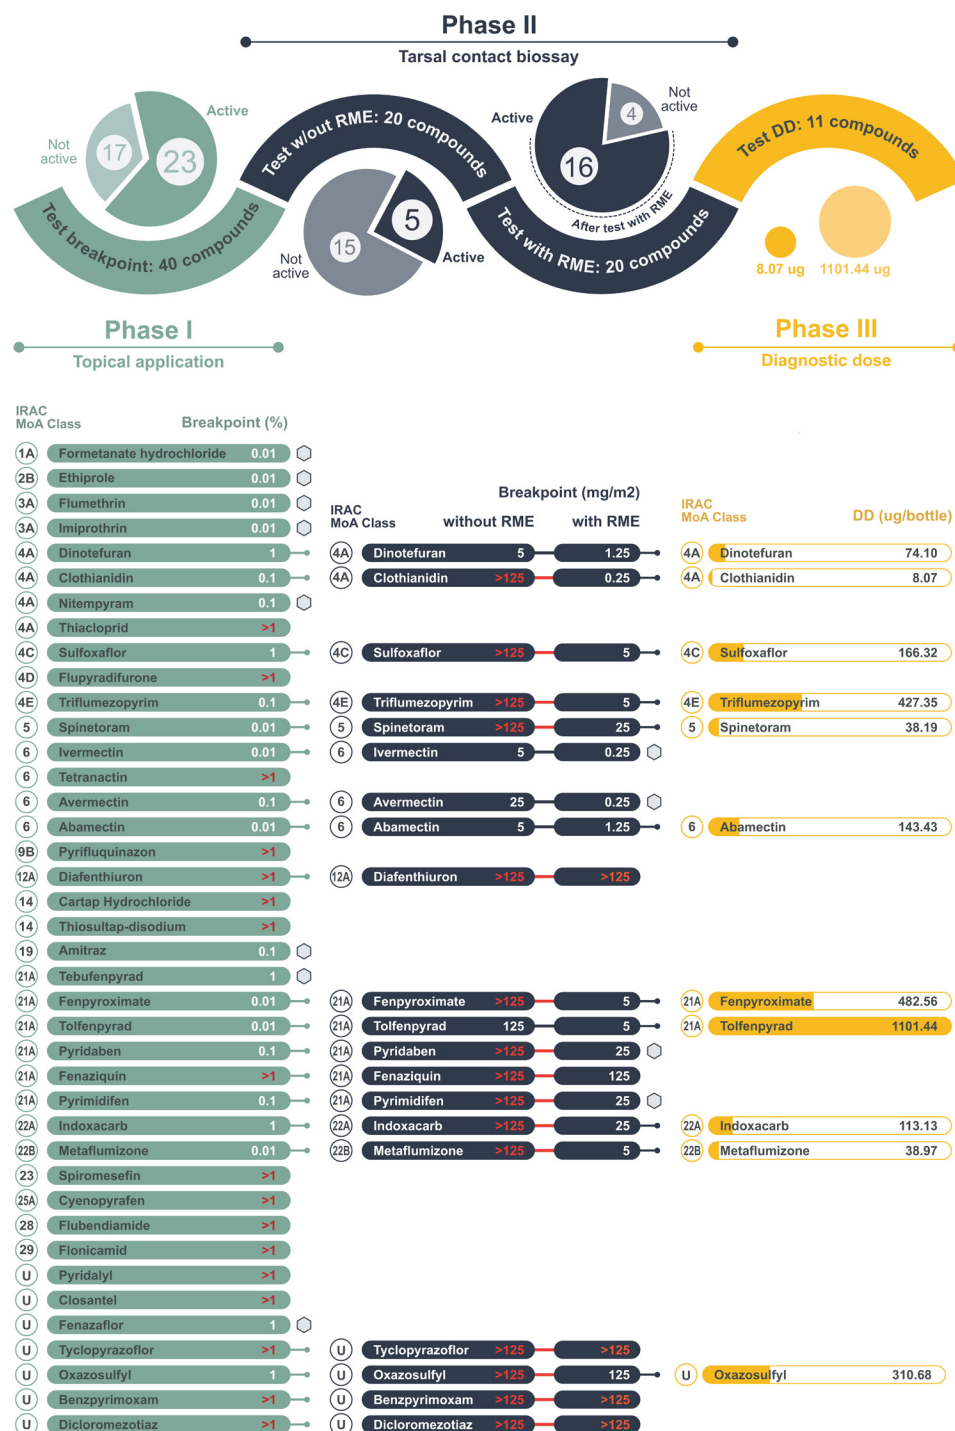 Phase II
Tarsal contact biossay
Not active
17
Active
23
Test breakpoint: 40 compounds
Test w/out RME: 20 compounds
Not active
15
5
Active
Active
16
Not active
4
After test with RME
Test with RME: 20 compounds
Test DD: 11 compounds
8.07 ug
1101.44 ug
Phase I
Topical application
Phase III
Diagnostic dose
IRAC
MoA Class Breakpoint (%)
1A Formetanate hydrochloride 0.01
2B Ethiprole 0.01
3A Flumethrin 0.01
3A Imiprothrin 0.01
Breakpoint (mg/m2)
IRAC
MoA Class without RME with RME
IRAC
MoA Class DD (ug/bottle)
4A Dinotefuran 1 4A Dinotefuran 5 1.25 4A Dinotefuran 74.10
4A Clothianidin 0.1 4A Clothianidin >125 0.25 4A Clothianidin 8.07
4A Nitempyram 0.1
4A Thiacloprid >1
4C Sulfoxaflor 1 4C Sulfoxaflor >125 5 4C Sulfoxaflor 166.32
4D Flupyradifurone >1
4E Triflumezopyrim 0.1 4E Triflumezopyrim >125 5 4E Triflumezopyrim 427.35
5 Spinetoram 0.01 5 Spinetoram >125 25 5 Spinetoram 38.19
6 Ivermectin 0.01 6 Ivermectin 5 0.25
6 Tetranactin >1
6 Avermectin 0.1 6 Avermectin 25 0.25
6 Abamectin 0.01 6 Abamectin 5 1.25 6 Abamectin 143.43
9B Pyrifluquinazon >1
12A Diafenthiuron >1 12A Diafenthiuron >125 >125
14 Cartap Hydrochloride >1
14 Thiosultap-disodium >1
19 Amitraz 0.1
21A Tebufenpyrad 1
21A Fenpyroximate 0.01 21A Fenpyroximate >125 5 21A Fenpyroximate 482.56
21A Tolfenpyrad 0.01 21A Tolfenpyrad 125 5 21A Tolfenpyrad 1101.44
21A Pyridaben 0.1 21A Pyridaben >125 25
21A Fenaziquin >1 21A Fenaziquin >125 125
21A Pyrimidifen 0.1 21A Pyrimidifen >125 25
22A Indoxacarb 1 22A Indoxacarb >125 25 22A Indoxacarb 113.13
22B Metaflumizone 0.01 22B Metaflumizone >125 5 22B Metaflumizone 38.97
23 Spiromesefin >1
25A Cyenopyrafen >1
28 Flubendiamide >1
29 Flonicamid >1
U Pyridalyl >1
U Closantel >1
U Fenazaflor 1
U Tyclopyrazoflor >1 U Tyclopyrazoflor >125 >125
U Oxazosulfyl 1 U Oxazosulfyl >125 125 U Oxazosulfyl 310.68
U Benzpyrimoxam >1 U Benzpyrimoxam >125 >125
U Dicloromezotiaz >1 U Dicloromezotiaz >125 >125